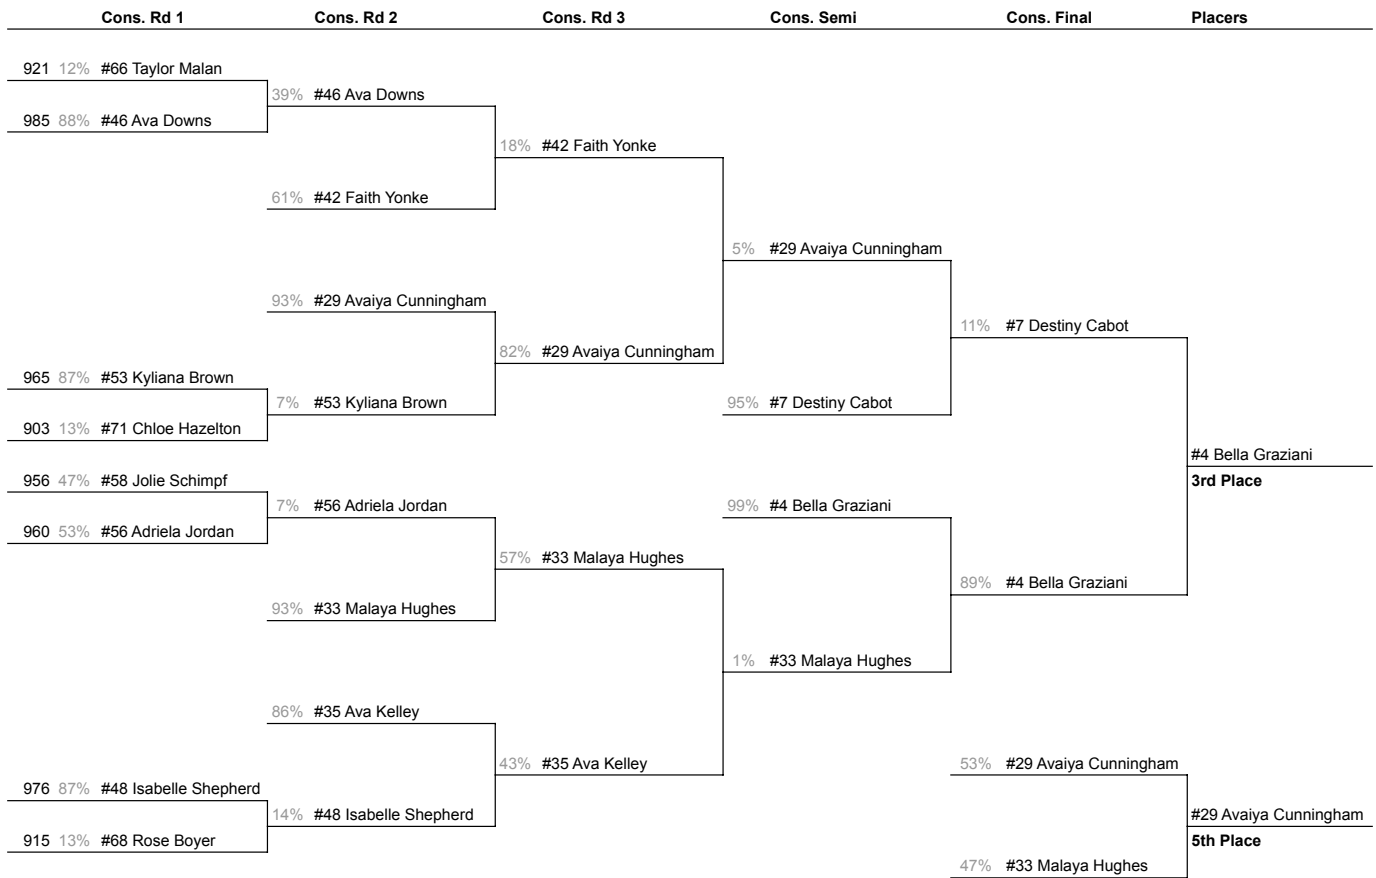 Cons. Rd 1 Cons. Rd 2 Cons. Rd 3 Cons. Semi Cons. Final Placers
921 12% #66 Taylor Malan
39% #46 Ava Downs
985 88% #46 Ava Downs
18% #42 Faith Yonke
61% #42 Faith Yonke
5% #29 Avaiya Cunningham
93% #29 Avaiya Cunningham
11% #7 Destiny Cabot
82% #29 Avaiya Cunningham
965 87% #53 Kyliana Brown
7% #53 Kyliana Brown 95% #7 Destiny Cabot
903 13% #71 Chloe Hazelton
#4 Bella Graziani
956 47% #58 Jolie Schimpf
3rd Place
7% #56 Adriela Jordan 99% #4 Bella Graziani
960 53% #56 Adriela Jordan
57% #33 Malaya Hughes
89% #4 Bella Graziani
93% #33 Malaya Hughes
1% #33 Malaya Hughes
86% #35 Ava Kelley
43% #35 Ava Kelley 53% #29 Avaiya Cunningham
976 87% #48 Isabelle Shepherd
14% #48 Isabelle Shepherd #29 Avaiya Cunningham
915 13% #68 Rose Boyer 5th Place
47% #33 Malaya Hughes